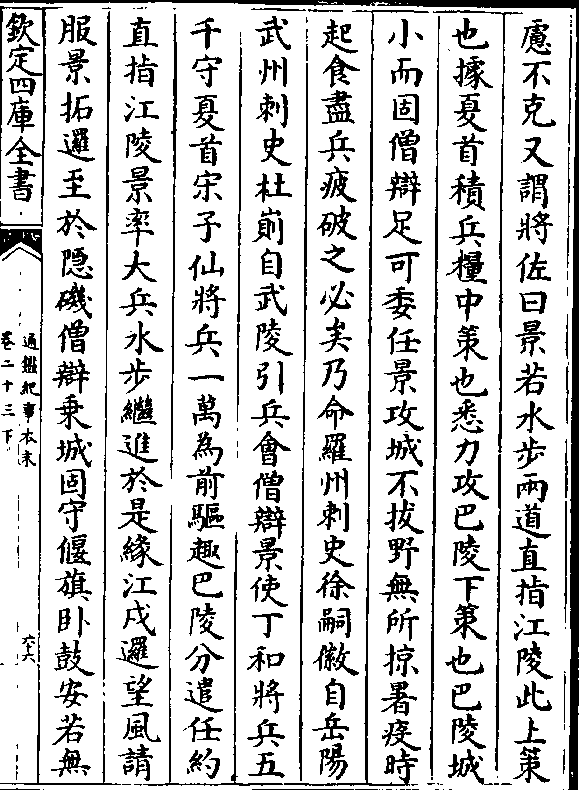 慮不克又謂將佐曰景若水步兩道直指江陵此上策
也據夏首積兵糧中策也悉力攻巴陵下策也巴陵城
小而固僧辯足可委任景攻城不拔野無所掠暑疫時
起食盡兵疲破之必矣乃命羅州刺史徐嗣徽自岳陽
武州刺史杜崱自武陵引兵會僧辯景使丁和將兵五
千守夏首宋子仙將兵一萬為前驅趣巴陵分遣任約
直指江陵景率大兵水步繼進於是緣江戍邏望風請
服景拓邏至於隱磯僧辯乗城固守偃旗卧鼓安若無
欽定四庫全書
通鑑紀事本末
卷二十三下
六十六